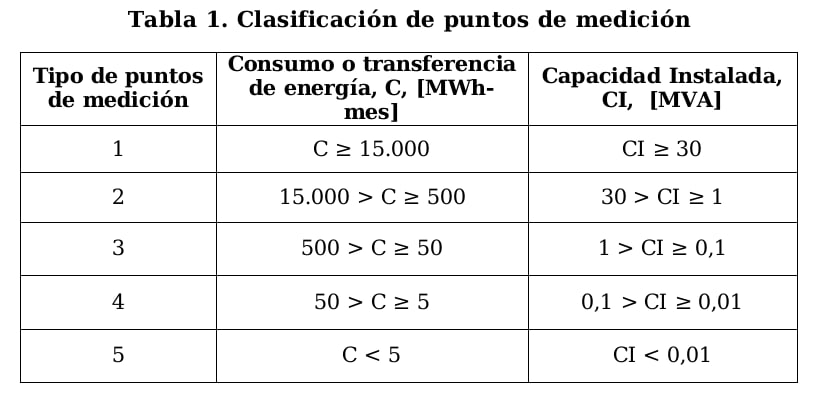 Tabla 1. Clasificación de puntos de medición
Tipo de puntos de medición | Consumo o transferencia de energía, C, [MWh-mes] | Capacidad Instalada, CI, [MVA]
1 | C ≥ 15.000 | CI ≥ 30
2 | 15.000 > C ≥ 500 | 30 > CI ≥ 1
3 | 500 > C ≥ 50 | 1 > CI ≥ 0,1
4 | 50 > C ≥ 5 | 0,1 > CI ≥ 0,01
5 | C < 5 | CI < 0,01